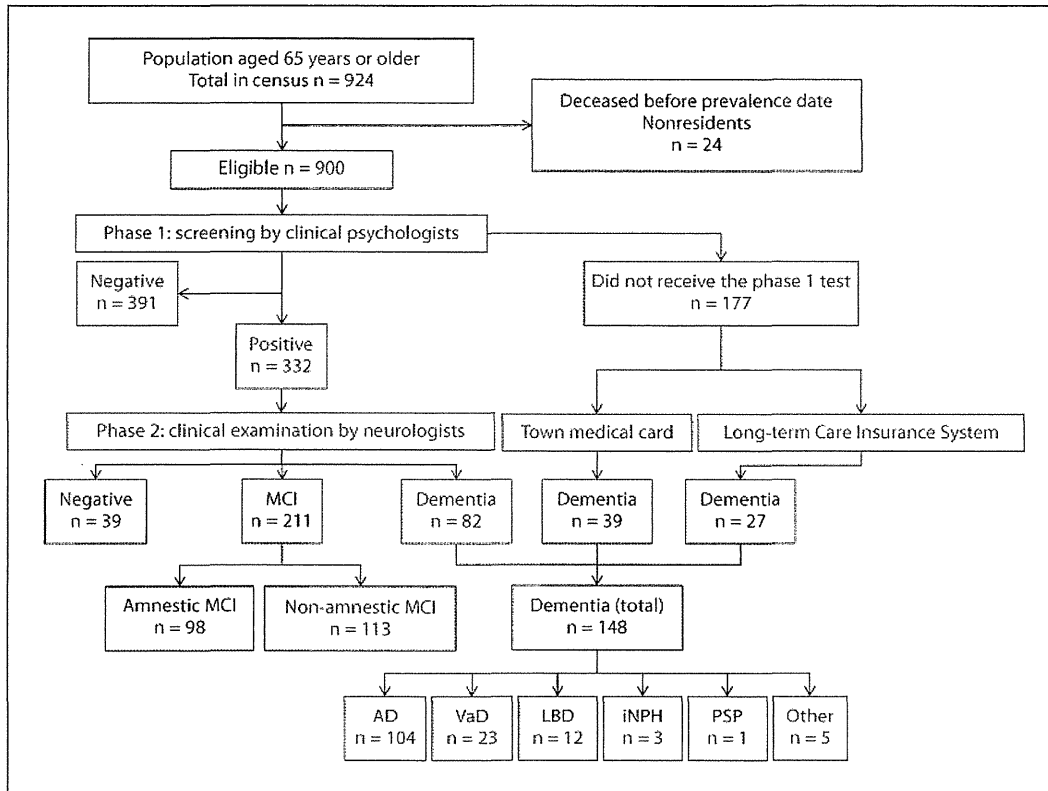 Population aged 65 years or older
Total in census n = 924
Deceased before prevalence date
Nonresidents
n = 24
Eligible n = 900
Phase 1: screening by clinical psychologists
Negative
n = 391
Did not receive the phase 1 test
n = 177
Positive
n = 332
Phase 2: clinical examination by neurologists
Town medical card
Long-term Care Insurance System
Negative
n = 39
MCI
n = 211
Dementia
n = 82
Dementia
n = 39
Dementia
n = 27
Amnestic MCI
n = 98
Non-amnestic MCI
n = 113
Dementia (total)
n = 148
AD
n = 104
VaD
n = 23
LBD
n = 12
iNPH
n = 3
PSP
n = 1
Other
n = 5